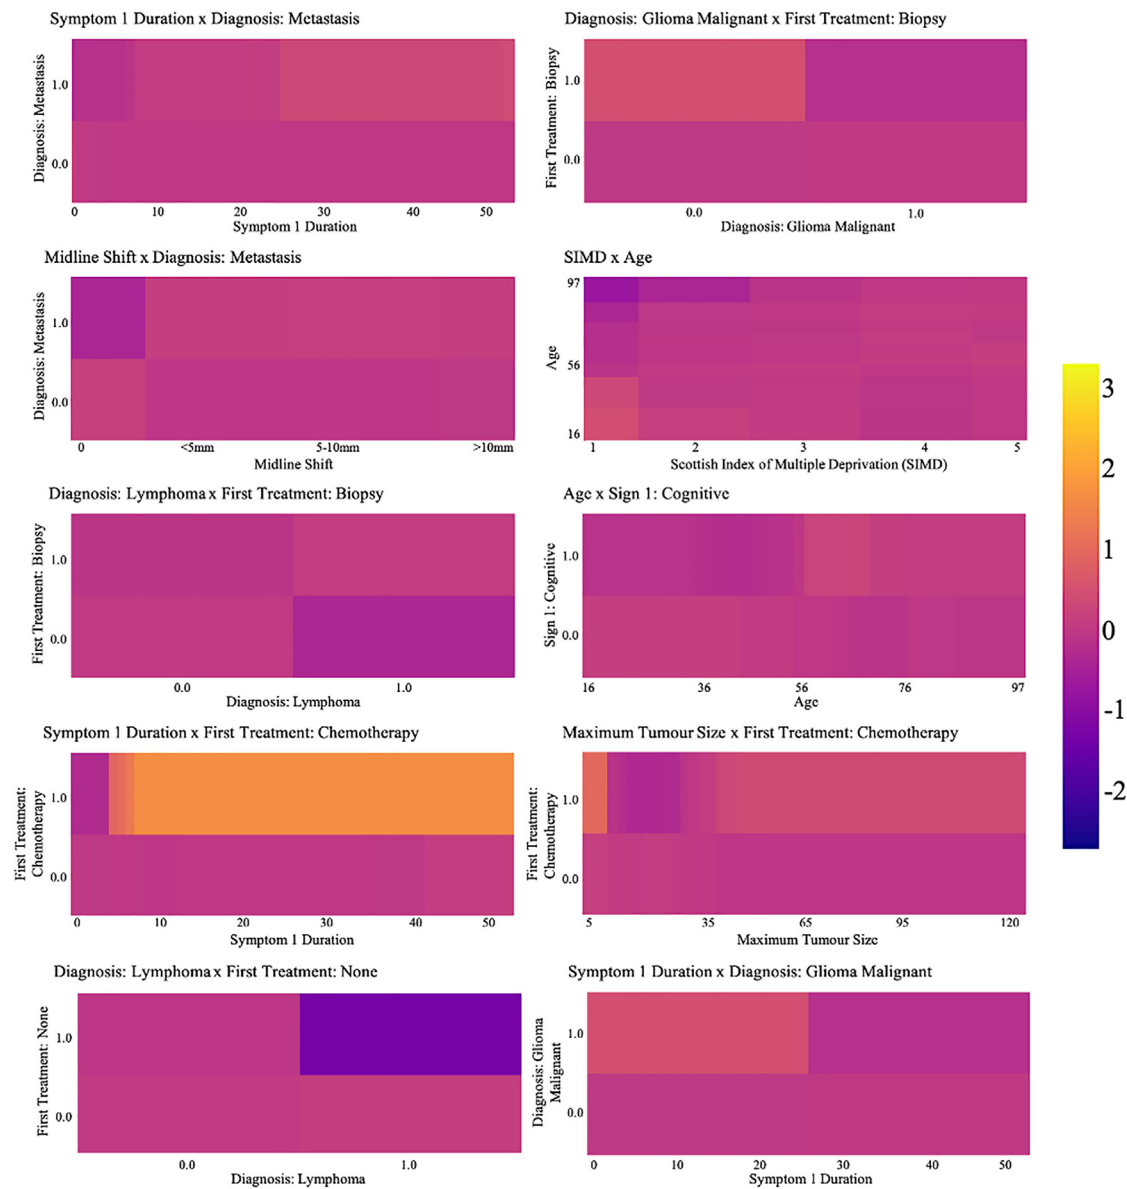 Symptom 1 Duration x Diagnosis: Metastasis
Diagnosis: Metastasis
1.0
0.0
0 10 20 30 40 50
Symptom 1 Duration
Diagnosis: Glioma Malignant x First Treatment: Biopsy
First Treatment: Biopsy
1.0
0.0
0.0 1.0
Diagnosis: Glioma Malignant
Midline Shift x Diagnosis: Metastasis
Diagnosis: Metastasis
1.0
0.0
0 <5mm 5-10mm >10mm
Midline Shift
SIMD x Age
Age
97
56
16
1 2 3 4 5
Scottish Index of Multiple Deprivation (SIMD)
Diagnosis: Lymphoma x First Treatment: Biopsy
First Treatment: Biopsy
1.0
0.0
0.0 1.0
Diagnosis: Lymphoma
Age x Sign 1: Cognitive
Sign 1: Cognitive
1.0
0.0
16 36 56 76 97
Age
Symptom 1 Duration x First Treatment: Chemotherapy
First Treatment:
Chemotherapy
1.0
0.0
0 10 20 30 40 50
Symptom 1 Duration
Maximum Tumour Size x First Treatment: Chemotherapy
First Treatment:
Chemotherapy
1.0
0.0
5 35 65 95 120
Maximum Tumour Size
Diagnosis: Lymphoma x First Treatment: None
First Treatment: None
1.0
0.0
0.0 1.0
Diagnosis: Lymphoma
Symptom 1 Duration x Diagnosis: Glioma Malignant
Diagnosis: Glioma
Malignant
1.0
0.0
0 10 20 30 40 50
Symptom 1 Duration
3
2
1
0
-1
-2